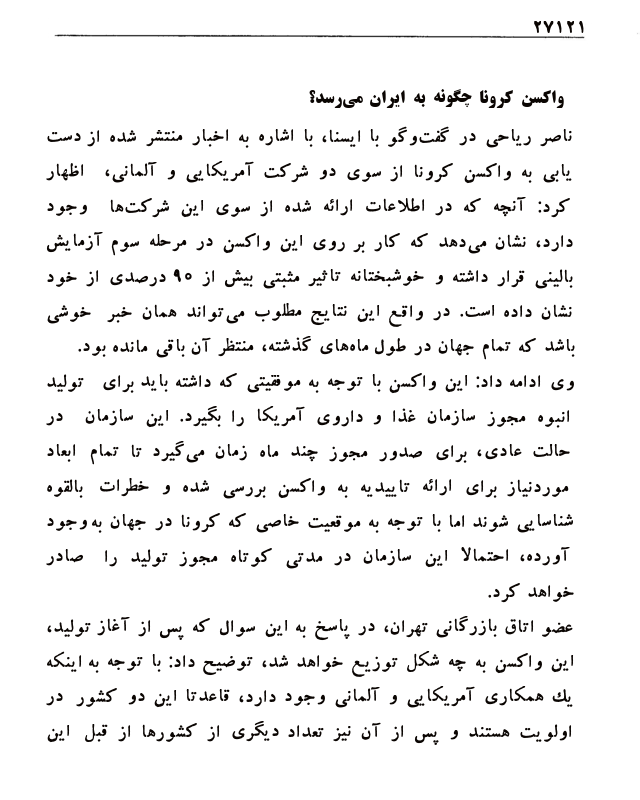 ۲۷۱۲۱
واکسن کرونا چگونه به ایران می‌رسد؟
ناصر ریاحی در گفت‌وگو با ایسنا، با اشاره به اخبار منتشر شده از دست
یابی به واکسن کرونا از سوی دو شرکت آمریکایی و آلمانی، اظهار
کرد: آنچه که در اطلاعات ارائه شده از سوی این شرکت‌ها وجود
دارد، نشان می‌دهد که کار بر روی این واکسن در مرحله سوم آزمایش
بالینی قرار داشته و خوشبختانه تاثیر مثبتی بیش از ۹۰ درصدی از خود
نشان داده است. در واقع این نتایج مطلوب می‌تواند همان خبر خوشی
باشد که تمام جهان در طول ماه‌های گذشته، منتظر آن باقی مانده بود.
وی ادامه داد: این واکسن با توجه به موفقیتی که داشته باید برای تولید
انبوه مجوز سازمان غذا و داروی آمریکا را بگیرد. این سازمان در
حالت عادی، برای صدور مجوز چند ماه زمان می‌گیرد تا تمام ابعاد
موردنیاز برای ارائه تاییدیه به واکسن بررسی شده و خطرات بالقوه
شناسایی شوند اما با توجه به موقعیت خاصی که کرونا در جهان به‌وجود
آورده، احتمالا این سازمان در مدتی کوتاه مجوز تولید را صادر
خواهد کرد.
عضو اتاق بازرگانی تهران، در پاسخ به این سوال که پس از آغاز تولید،
این واکسن به چه شکل توزیع خواهد شد، توضیح داد: با توجه به اینکه
یك همکاری آمریکایی و آلمانی وجود دارد، قاعدتا این دو کشور در
اولویت هستند و پس از آن نیز تعداد دیگری از کشورها از قبل این